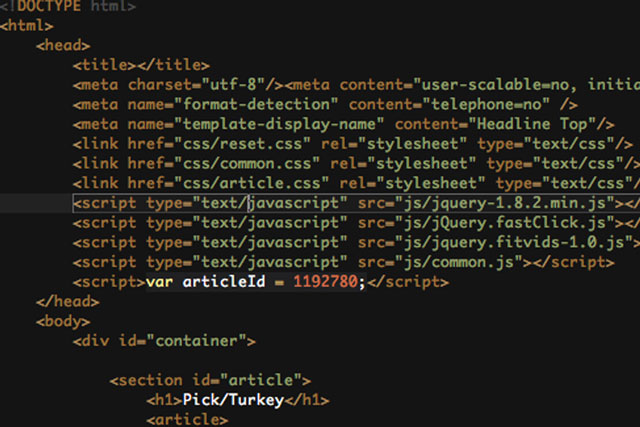 <!DOCTYPE html>
<html>
<head>
<title></title>
<meta charset="utf-8"/><meta content="user-scalable=no, initia
<meta name="format-detection" content="telephone=no" />
<meta name="template-display-name" content="Headline Top"/>
<link href="css/reset.css" rel="stylesheet" type="text/css"/>
<link href="css/common.css" rel="stylesheet" type="text/css"/
<link href="css/article.css" rel="stylesheet" type="text/css"
<script type="text/javascript" src="js/jquery-1.8.2.min.js"></
<script type="text/javascript" src="js/jQuery.fastClick.js"></
<script type="text/javascript" src="js/jquery.fitvids-1.0.js">
<script type="text/javascript" src="js/common.js"></script>
<script>var articleId = 1192780;</script>
</head>
<body>
<div id="container">
<section id="article">
<h1>Pick/Turkey</h1>
<article>